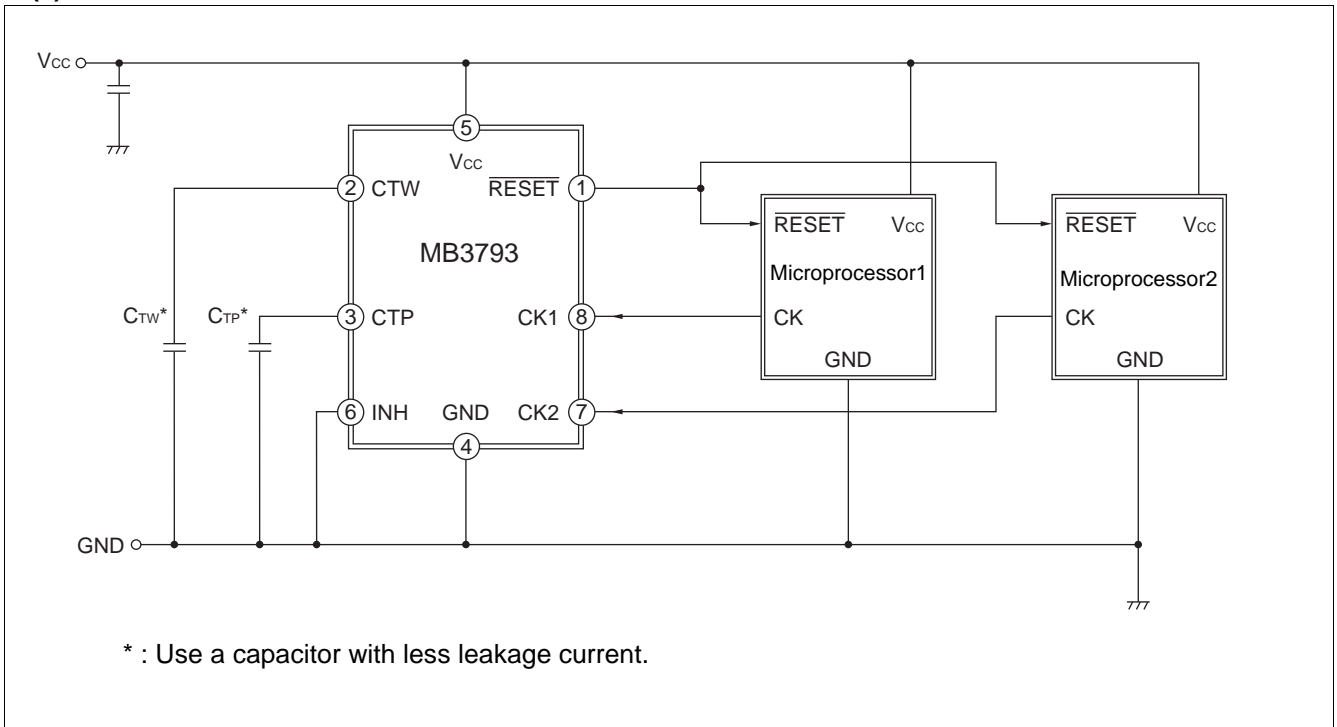 Vcc
5
Vcc
2 CTW
RESET 1
MB3793
RESET Vcc
Microprocessor1
CK
GND
RESET Vcc
Microprocessor2
CK
GND
CTW*
CTP*
3 CTP
CK1 8
6 INH
GND
CK2 7
4
GND
* : Use a capacitor with less leakage current.